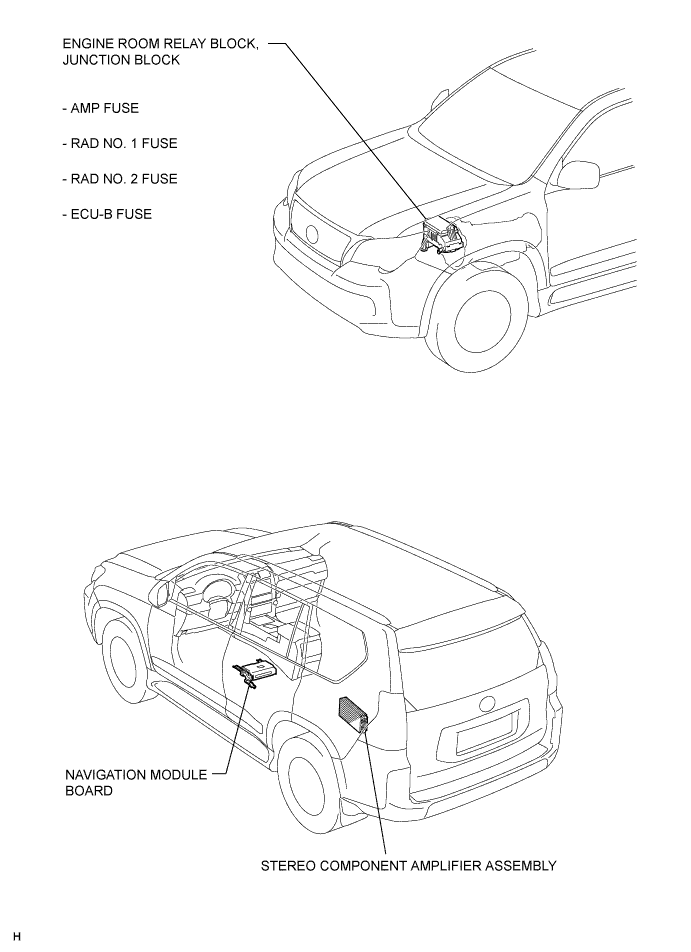 ENGINE ROOM RELAY BLOCK,
JUNCTION BLOCK
- AMP FUSE
- RAD NO. 1 FUSE
- RAD NO. 2 FUSE
- ECU-B FUSE
NAVIGATION MODULE
BOARD
STEREO COMPONENT AMPLIFIER ASSEMBLY
H